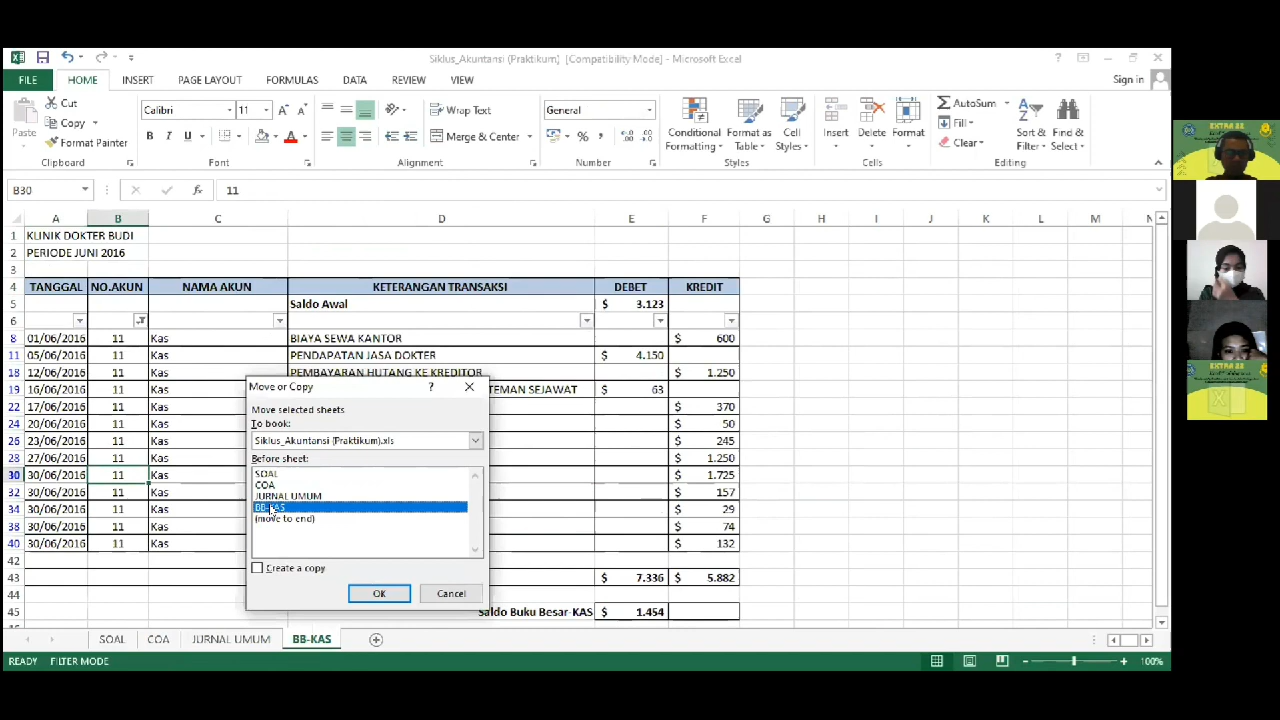 Siklus_Akuntansi (Praktikum) [Compatibility Mode] - Microsoft Excel
FILE HOME INSERT PAGE LAYOUT FORMULAS DATA REVIEW VIEW Sign in
Paste Cut Copy Format Painter Clipboard
Calibri 11 B I U Font
Wrap Text Merge & Center Alignment
General % Number
Conditional Formatting Format as Table Cell Styles Styles
Insert Delete Format Cells
AutoSum Fill Clear Sort & Filter Find & Select Editing
B30 fx 11
A B C D E F G H I J K L M N
1 KLINIK DOKTER BUDI
2 PERIODE JUNI 2016
3
4 TANGGAL NO.AKUN NAMA AKUN KETERANGAN TRANSAKSI DEBET KREDIT
5 Saldo Awal $ 3.123
6
8 01/06/2016 11 Kas BIAYA SEWA KANTOR $ 600
11 05/06/2016 11 Kas PENDAPATAN JASA DOKTER $ 4.150
18 12/06/2016 11 Kas PEMBAYARAN HUTANG KE KREDITOR $ 1.250
19 16/06/2016 11 Kas TEMAN SEJAWAT $ 63
22 17/06/2016 11 Kas $ 370
24 20/06/2016 11 Kas $ 50
26 23/06/2016 11 Kas $ 245
28 27/06/2016 11 Kas $ 1.250
30 30/06/2016 11 Kas $ 1.725
32 30/06/2016 11 Kas $ 157
34 30/06/2016 11 Kas $ 29
38 30/06/2016 11 Kas $ 74
40 30/06/2016 11 Kas $ 132
42
43 $ 7.336 $ 5.882
44
45 Saldo Buku Besar-KAS $ 1.454
Move or Copy ?
Move selected sheets
To book:
Siklus_Akuntansi (Praktikum).xls
Before sheet:
SOAL
COA
JURNAL UMUM
BB-KAS
(move to end)
Create a copy
OK Cancel
SOAL COA JURNAL UMUM BB-KAS
READY FILTER MODE 100%